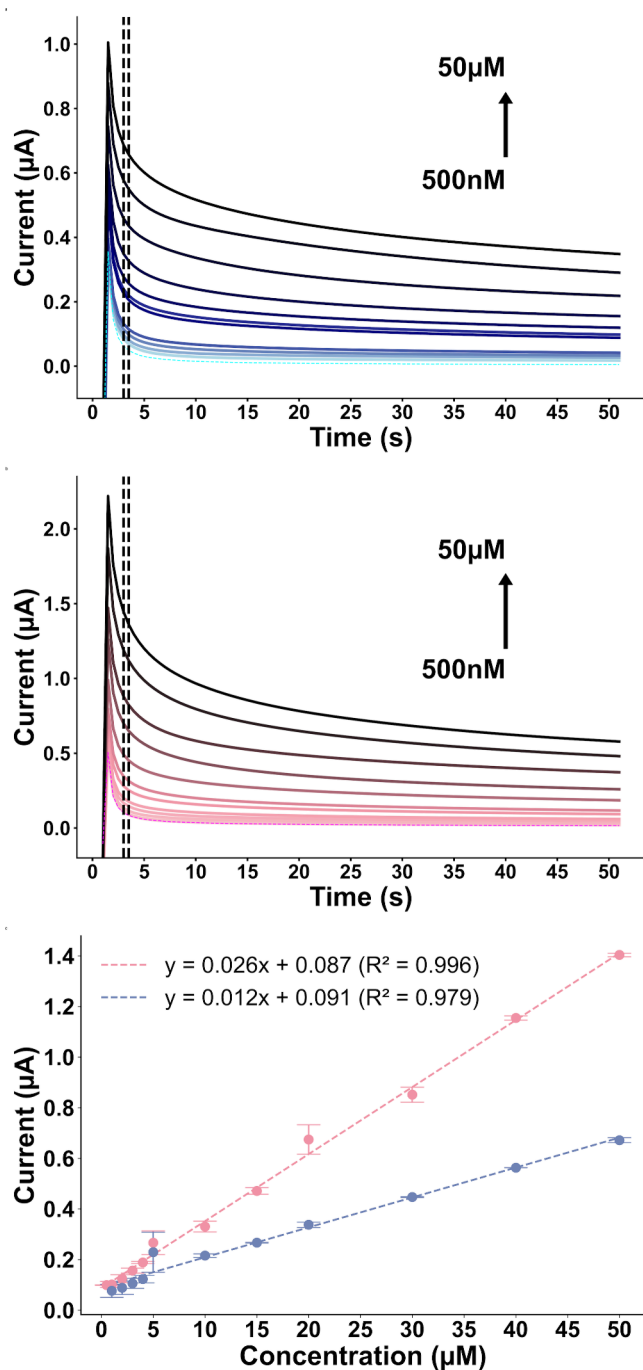 1.0
0.8
0.6
0.4
0.2
0.0
Current (µA)
50µM
500nM
0 5 10 15 20 25 30 35 40 45 50
Time (s)
2.0
1.5
1.0
0.5
0.0
Current (µA)
50µM
500nM
0 5 10 15 20 25 30 35 40 45 50
Time (s)
1.4
1.2
1.0
0.8
0.6
0.4
0.2
0.0
Current (µA)
y = 0.026x + 0.087 (R² = 0.996)
y = 0.012x + 0.091 (R² = 0.979)
0 5 10 15 20 25 30 35 40 45 50
Concentration (µM)